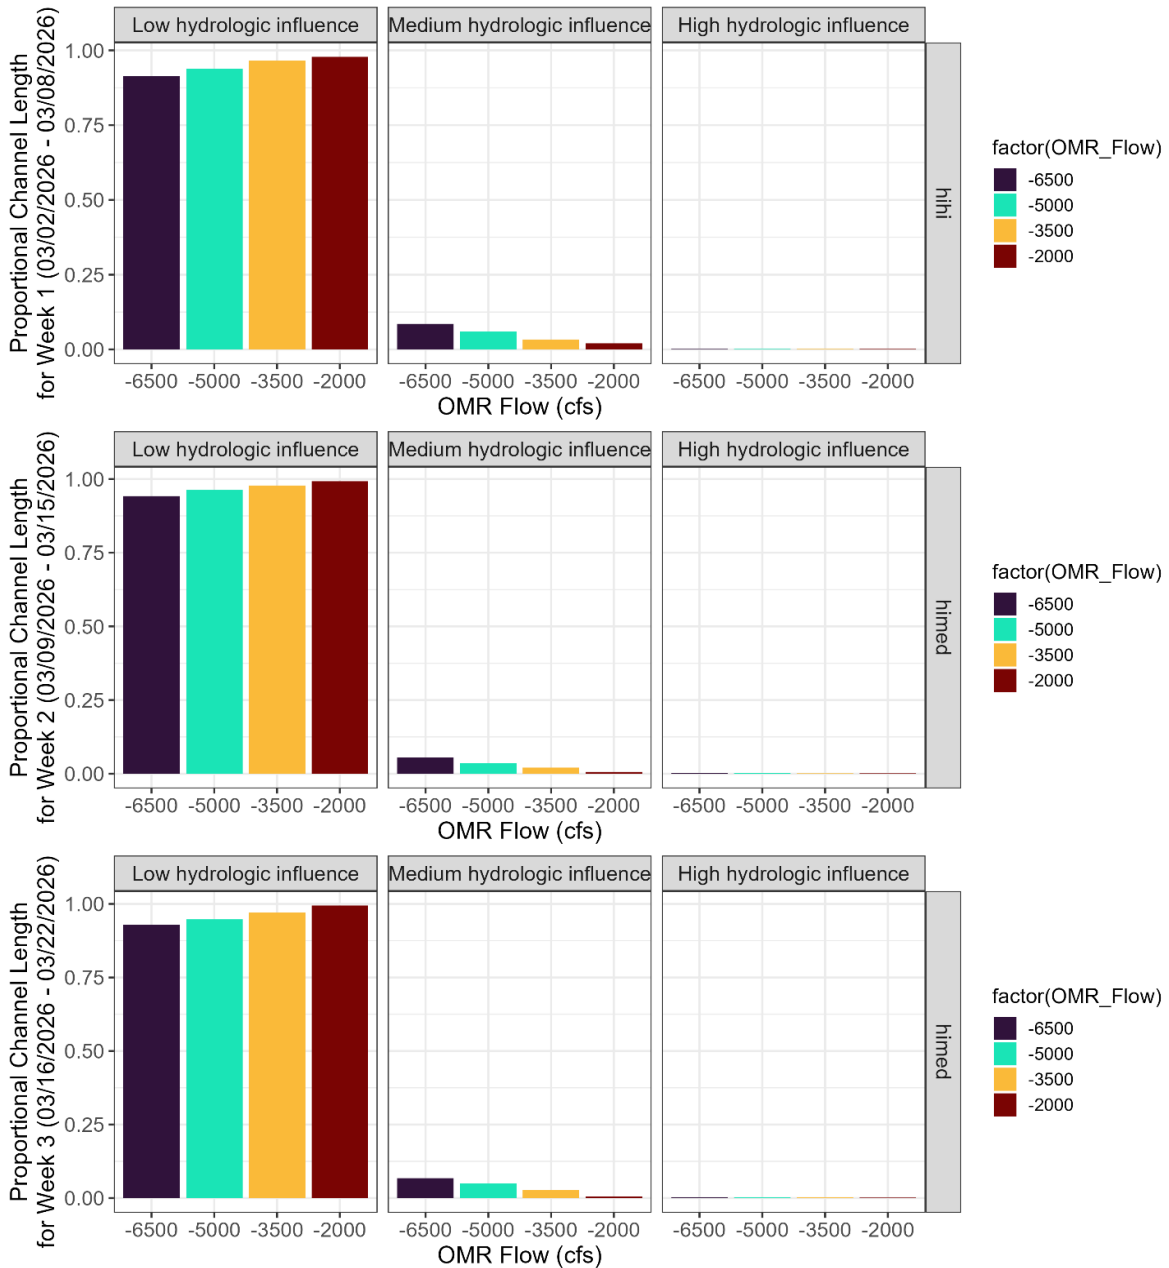 Proportional Channel Length
for Week 1 (03/02/2026 - 03/08/2026)
Low hydrologic influence
Medium hydrologic influence
High hydrologic influence
1.00
0.75
0.50
0.25
0.00
hihi
-6500 -5000 -3500 -2000
-6500 -5000 -3500 -2000
-6500 -5000 -3500 -2000
OMR Flow (cfs)
factor(OMR_Flow)
-6500
-5000
-3500
-2000
Proportional Channel Length
for Week 2 (03/09/2026 - 03/15/2026)
Low hydrologic influence
Medium hydrologic influence
High hydrologic influence
1.00
0.75
0.50
0.25
0.00
himed
-6500 -5000 -3500 -2000
-6500 -5000 -3500 -2000
-6500 -5000 -3500 -2000
OMR Flow (cfs)
factor(OMR_Flow)
-6500
-5000
-3500
-2000
Proportional Channel Length
for Week 3 (03/16/2026 - 03/22/2026)
Low hydrologic influence
Medium hydrologic influence
High hydrologic influence
1.00
0.75
0.50
0.25
0.00
himed
-6500 -5000 -3500 -2000
-6500 -5000 -3500 -2000
-6500 -5000 -3500 -2000
OMR Flow (cfs)
factor(OMR_Flow)
-6500
-5000
-3500
-2000